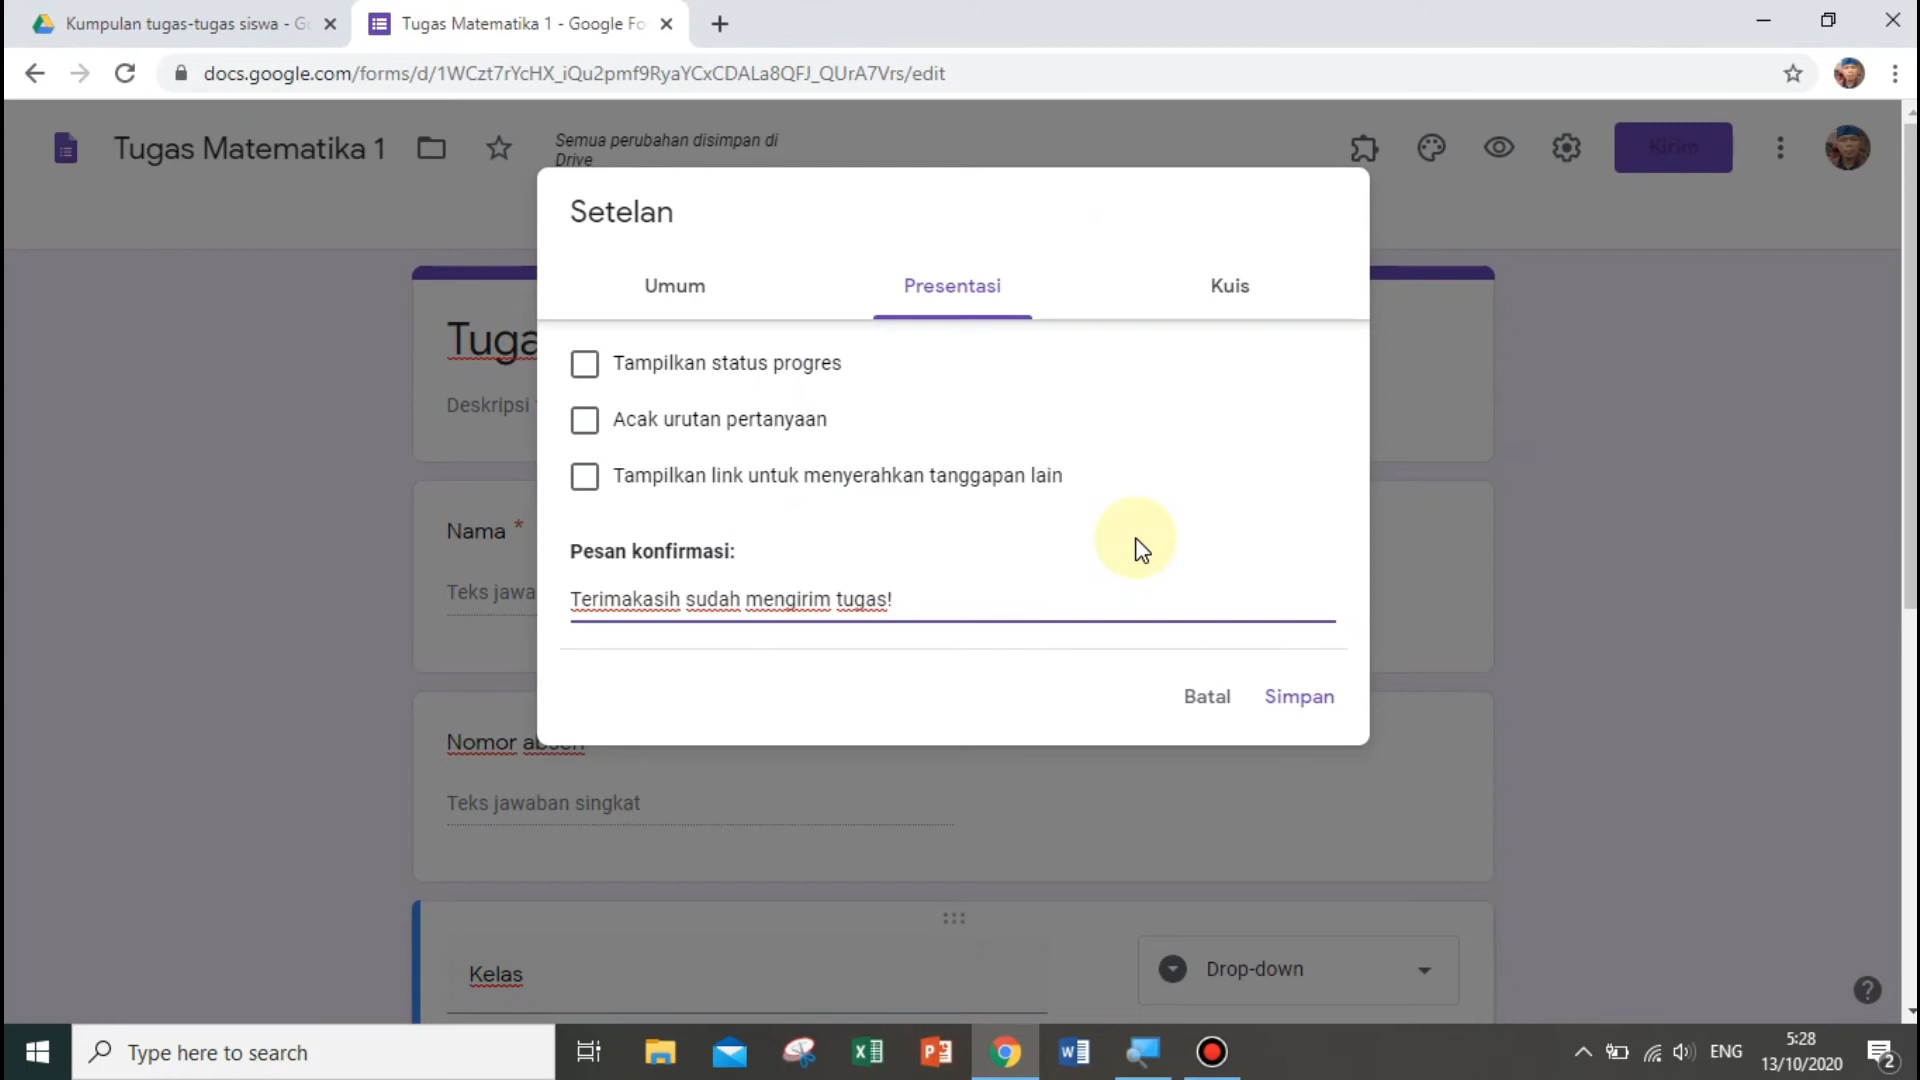 Kumpulan tugas-tugas siswa - G
Tugas Matematika 1 - Google Fo
docs.google.com/forms/d/1WCzt7rYcHX_iQu2pmf9RyaYCxCDALa8QFJ_QUrA7Vrs/edit
Tugas Matematika 1
Semua perubahan disimpan di
Drive
Kirim
Setelan
Umum
Presentasi
Kuis
Tuga
Tampilkan status progres
Deskripsi
Acak urutan pertanyaan
Tampilkan link untuk menyerahkan tanggapan lain
Nama *
Pesan konfirmasi:
Teks jawa
Terimakasih sudah mengirim tugas!
Batal
Simpan
Nomor absen
Teks jawaban singkat
Kelas
Drop-down
Type here to search
ENG
5:28
13/10/2020
2